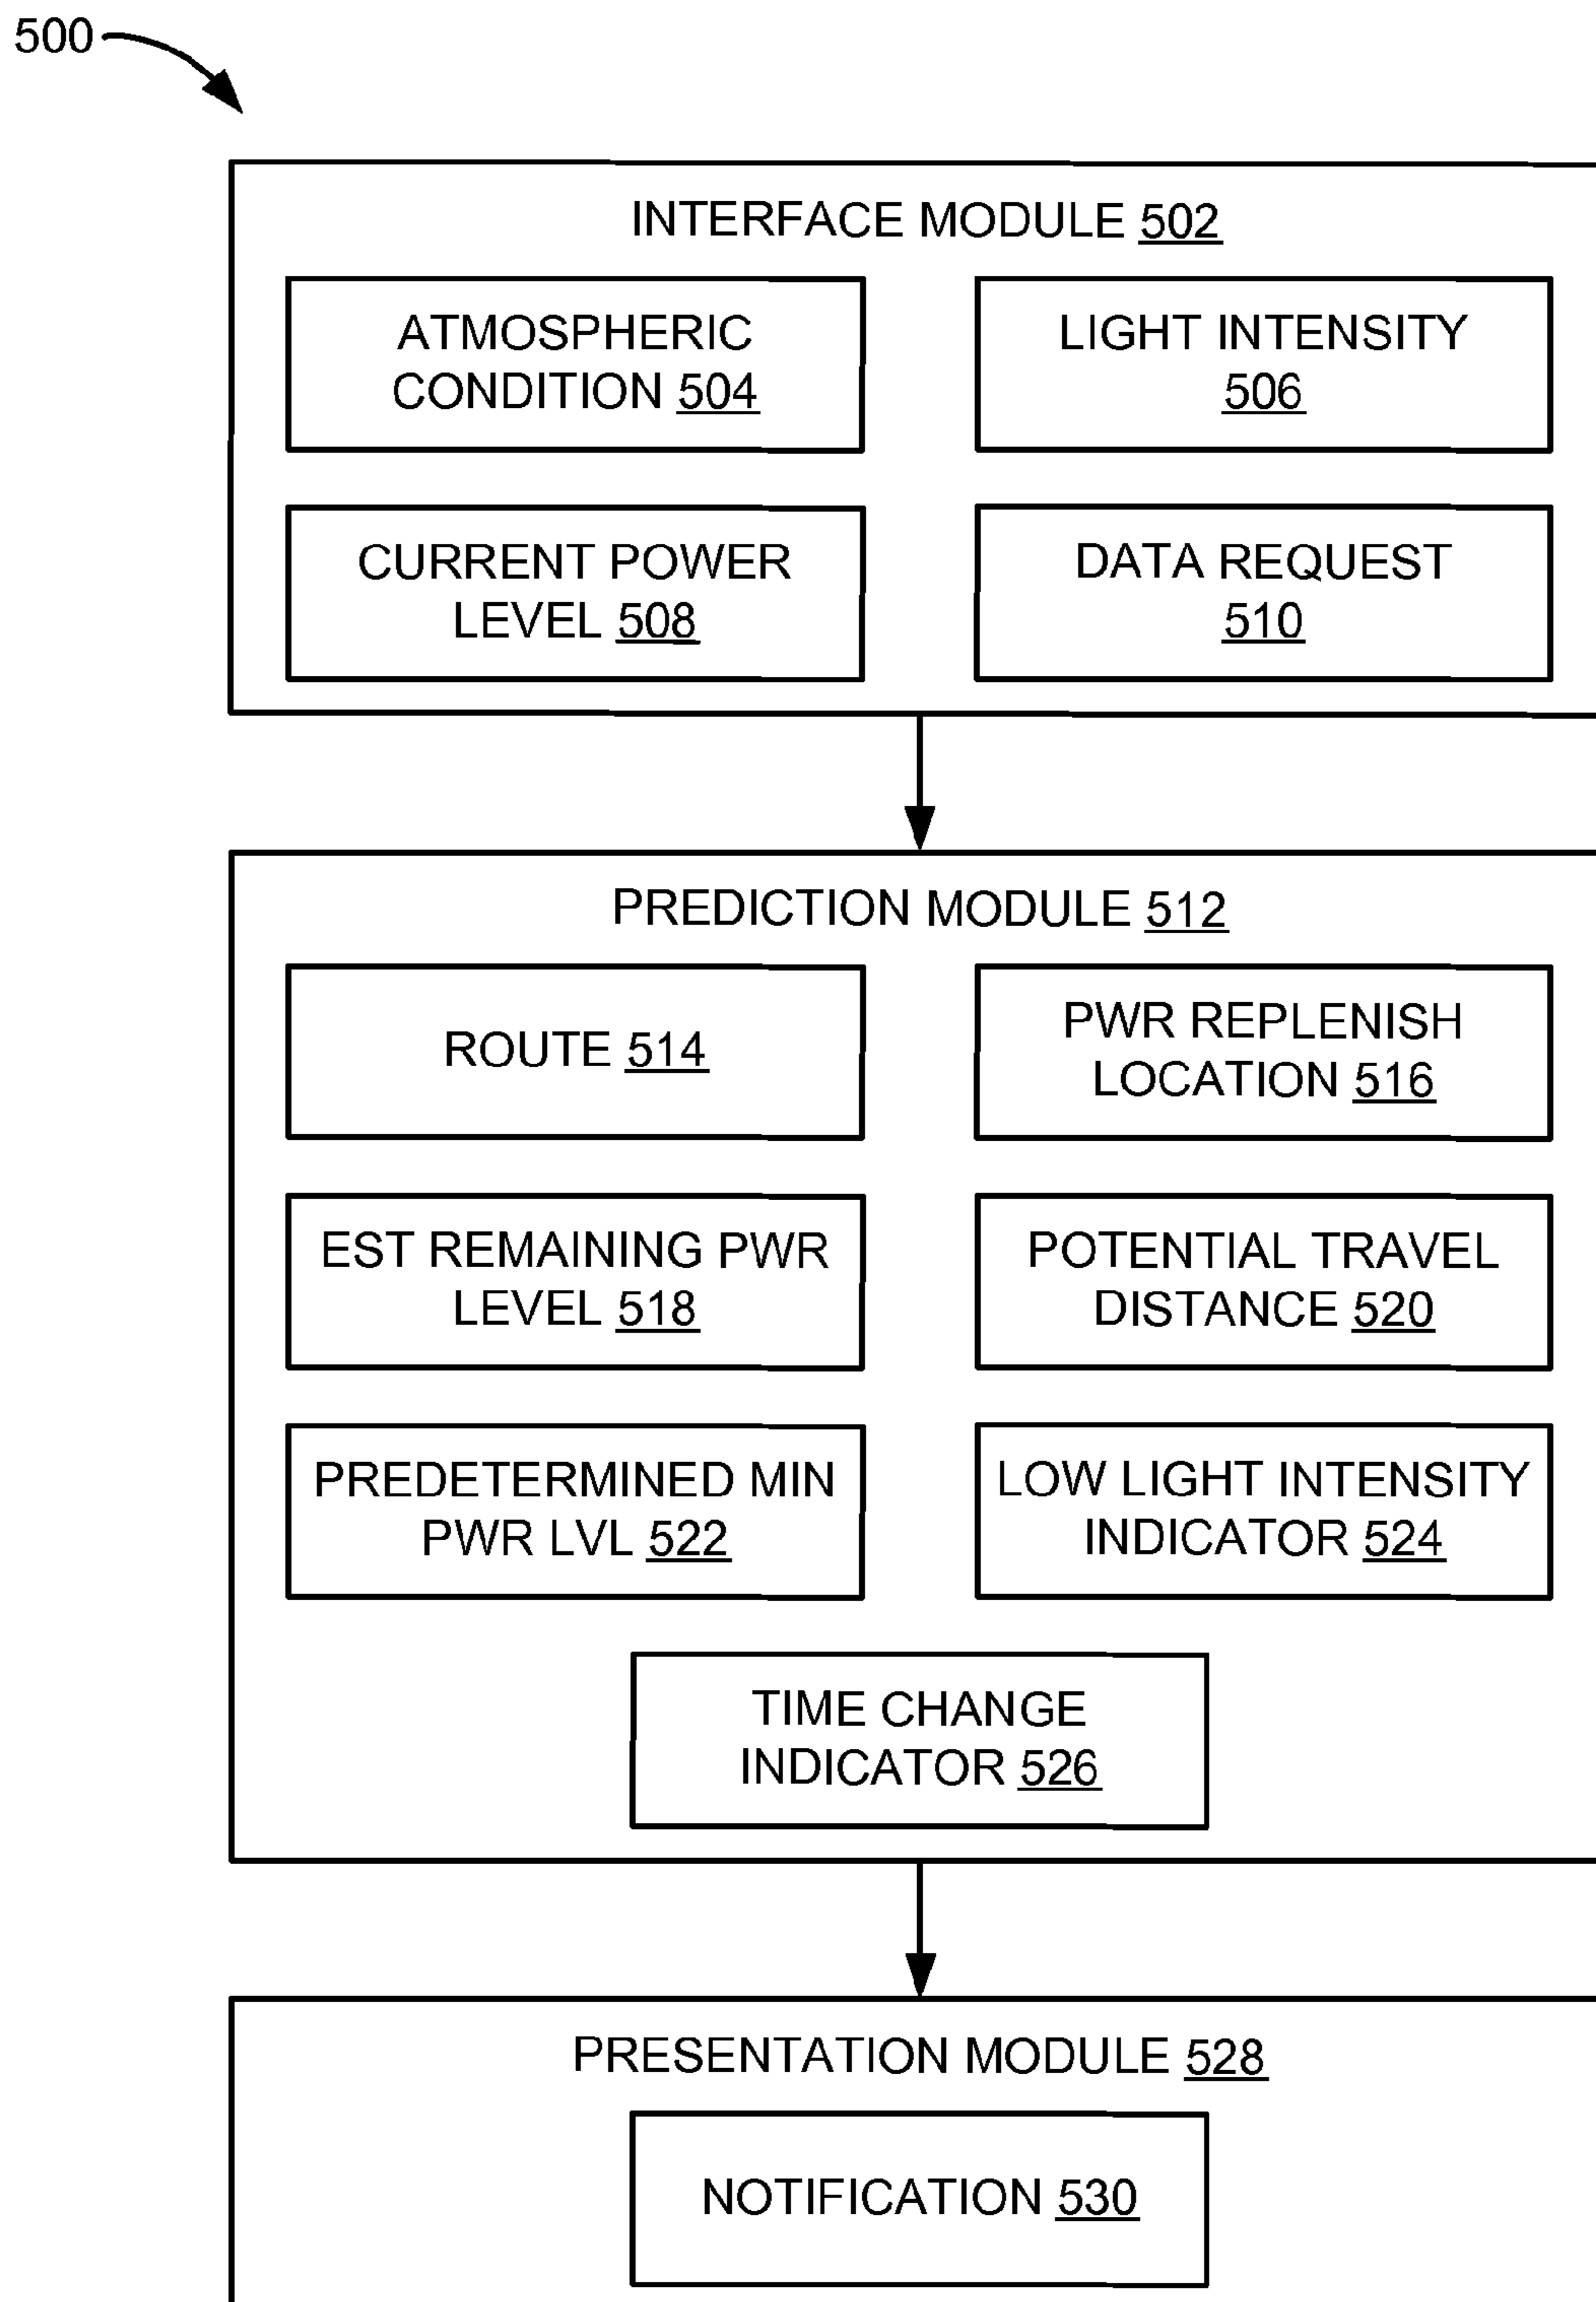 500
INTERFACE MODULE 502
ATMOSPHERIC
CONDITION 504
LIGHT INTENSITY
506
CURRENT POWER
LEVEL 508
DATA REQUEST
510
PREDICTION MODULE 512
ROUTE 514
PWR REPLENISH
LOCATION 516
EST REMAINING PWR
LEVEL 518
POTENTIAL TRAVEL
DISTANCE 520
PREDETERMINED MIN
PWR LVL 522
LOW LIGHT INTENSITY
INDICATOR 524
TIME CHANGE
INDICATOR 526
PRESENTATION MODULE 528
NOTIFICATION 530